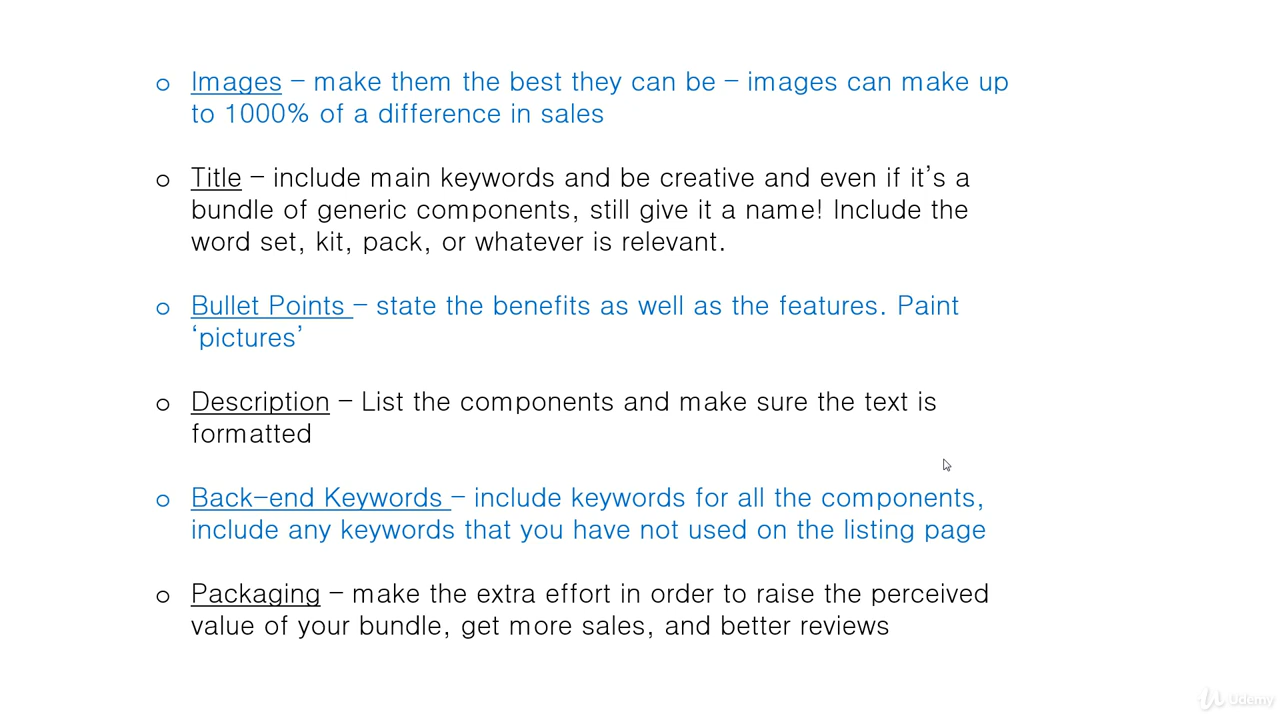 o Images – make them the best they can be – images can make up
to 1000% of a difference in sales
o Title – include main keywords and be creative and even if it’s a
bundle of generic components, still give it a name! Include the
word set, kit, pack, or whatever is relevant.
o Bullet Points – state the benefits as well as the features. Paint
‘pictures’
o Description – List the components and make sure the text is
formatted
o Back-end Keywords – include keywords for all the components,
include any keywords that you have not used on the listing page
o Packaging – make the extra effort in order to raise the perceived
value of your bundle, get more sales, and better reviews
Udemy